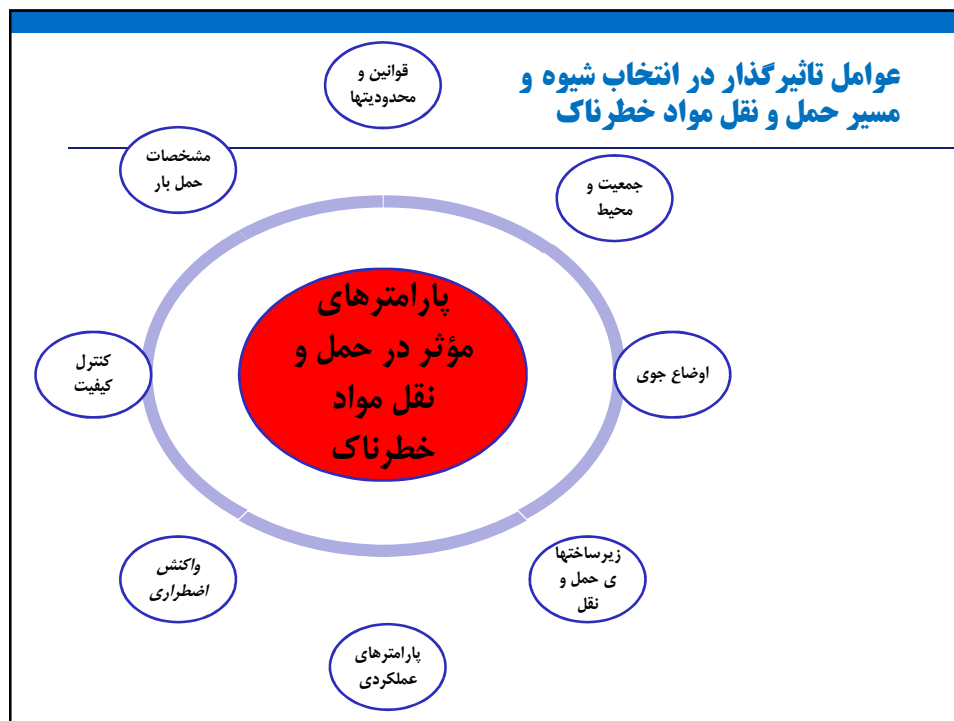 عوامل تاثیرگذار در انتخاب شیوه و
مسیر حمل و نقل مواد خطرناک
قوانین و
محدودیتها
جمعیت و
محیط
اوضاع جوی
زیرساختها
ی حمل و
نقل
پارامترهای
عملکردی
واکنش
اضطراری
کنترل
کیفیت
مشخصات
حمل بار
پارامترهای
مؤثر در حمل و
نقل مواد
خطرناک